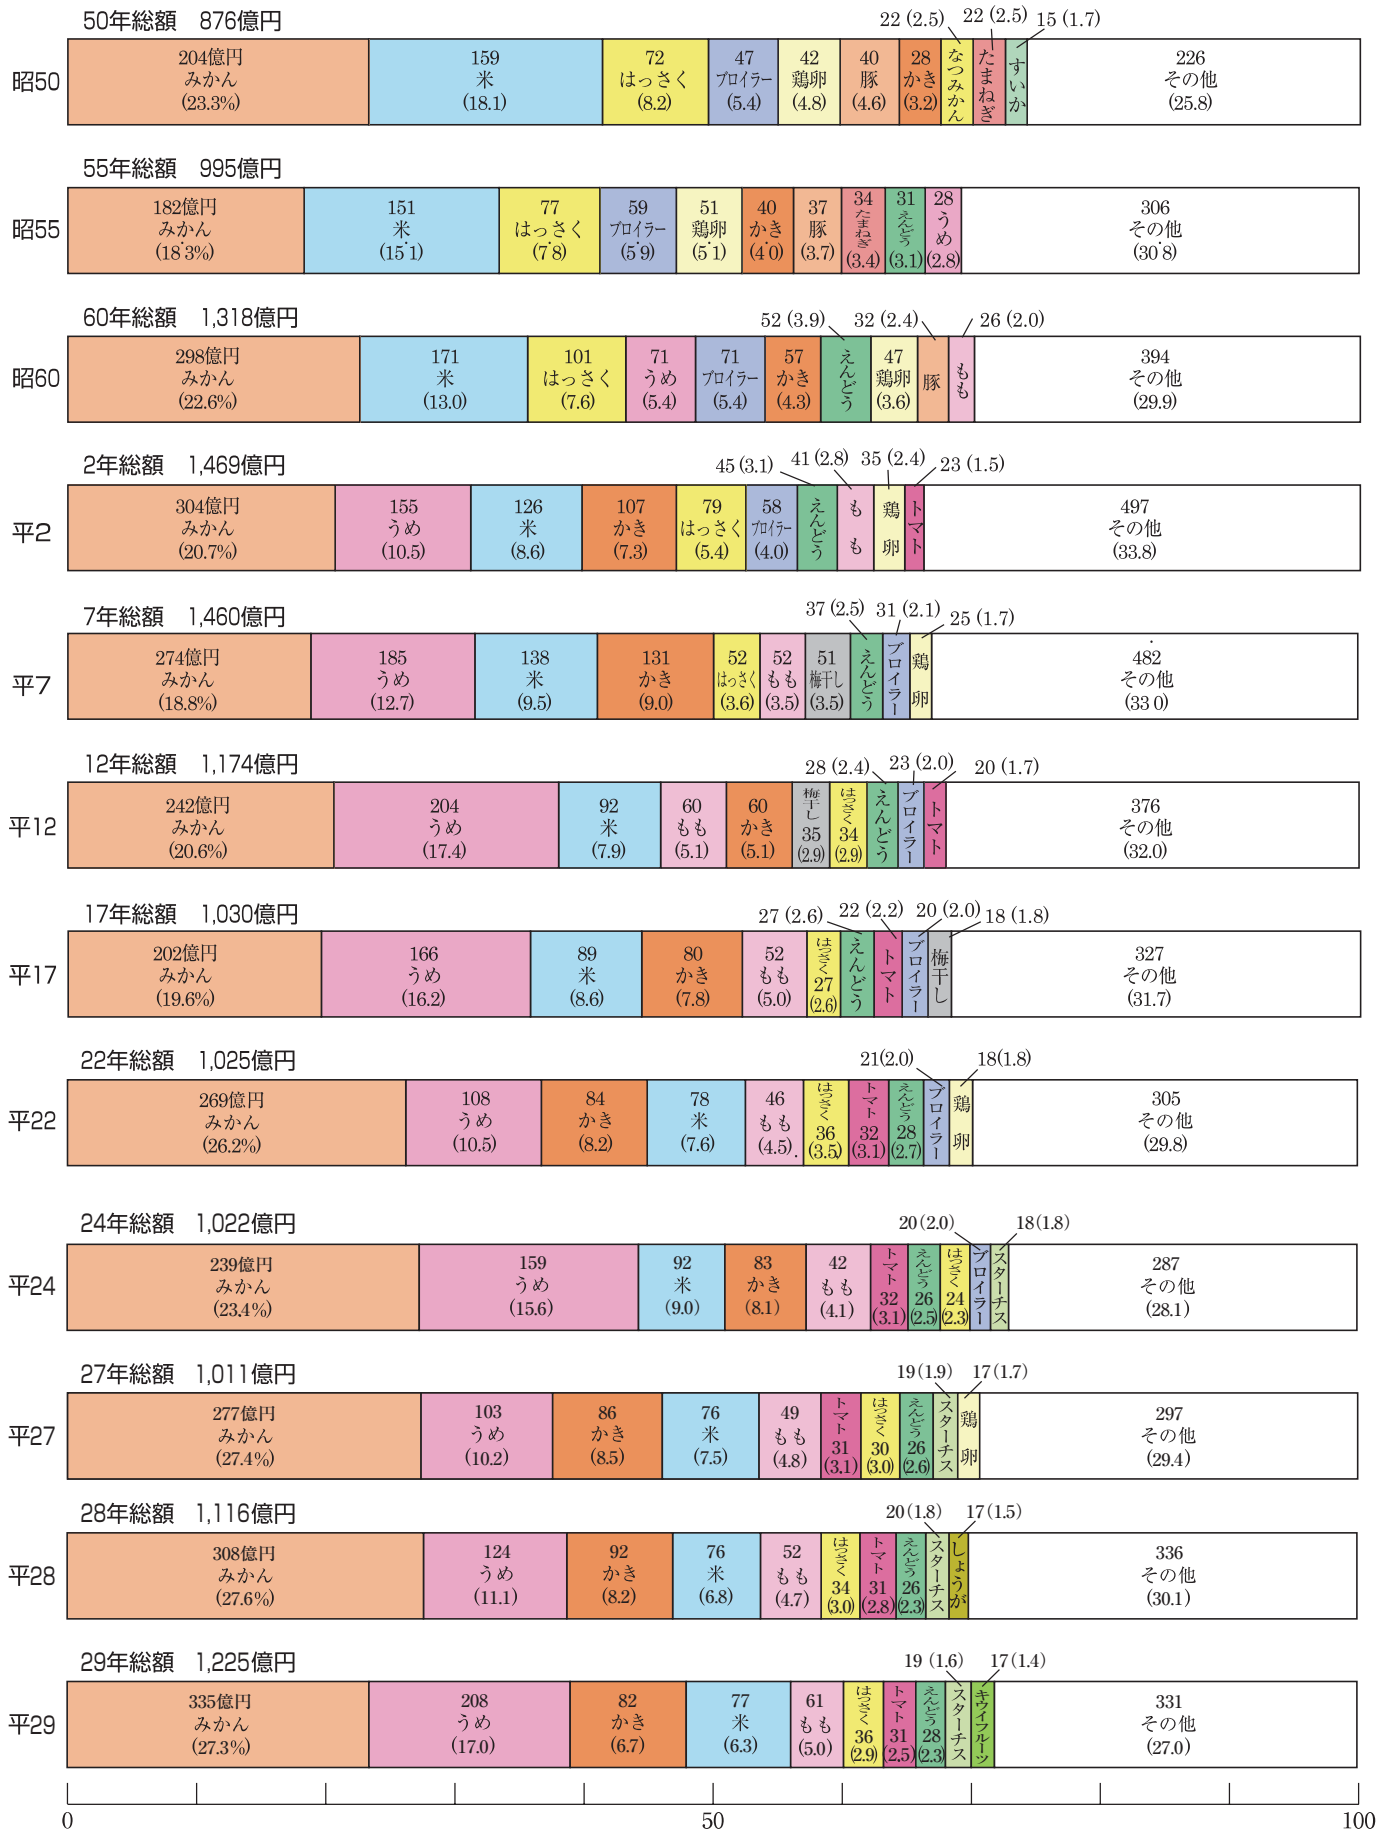 50年総額 876億円
22 (2.5) 22 (2.5) 15 (1.7)
昭50
204億円 みかん (23.3%)
159 米 (18.1)
72 はっさく (8.2)
47 ブロイラー (5.4)
42 鶏卵 (4.8)
40 豚 (4.6)
28 かき (3.2)
なつみかん
たまねぎ
すいか
226 その他 (25.8)
55年総額 995億円
昭55
182億円 みかん (18.3%)
151 米 (15.1)
77 はっさく (7.8)
59 ブロイラー (5.9)
51 鶏卵 (5.1)
40 かき (4.0)
37 豚 (3.7)
34 たまねぎ (3.4)
31 えんどう (3.1)
28 うめ (2.8)
306 その他 (30.8)
60年総額 1,318億円
52 (3.9) 32 (2.4) 26 (2.0)
昭60
298億円 みかん (22.6%)
171 米 (13.0)
101 はっさく (7.6)
71 うめ (5.4)
71 ブロイラー (5.4)
57 かき (4.3)
えんどう
47 鶏卵 (3.6)
豚
もも
394 その他 (29.9)
2年総額 1,469億円
45 (3.1) 41 (2.8) 35 (2.4) 23 (1.5)
平2
304億円 みかん (20.7%)
155 うめ (10.5)
126 米 (8.6)
107 かき (7.3)
79 はっさく (5.4)
58 ブロイラー (4.0)
えんどう
もも
鶏卵
トマト
497 その他 (33.8)
7年総額 1,460億円
37 (2.5) 31 (2.1) 25 (1.7)
平7
274億円 みかん (18.8%)
185 うめ (12.7)
138 米 (9.5)
131 かき (9.0)
52 はっさく (3.6)
52 もも (3.5)
51 梅干し (3.5)
えんどう
ブロイラー
鶏卵
482 その他 (33 0)
12年総額 1,174億円
28 (2.4) 23 (2.0) 20 (1.7)
平12
242億円 みかん (20.6%)
204 うめ (17.4)
92 米 (7.9)
60 もも (5.1)
60 かき (5.1)
梅干し 35 (2.9)
はっさく 34 (2.9)
えんどう
ブロイラー
トマト
376 その他 (32.0)
17年総額 1,030億円
27 (2.6) 22 (2.2) 20 (2.0) 18 (1.8)
平17
202億円 みかん (19.6%)
166 うめ (16.2)
89 米 (8.6)
80 かき (7.8)
52 もも (5.0)
はっさく 27 (2.6)
えんどう
トマト
ブロイラー
梅干し
327 その他 (31.7)
22年総額 1,025億円
21(2.0) 18(1.8)
平22
269億円 みかん (26.2%)
108 うめ (10.5)
84 かき (8.2)
78 米 (7.6)
46 もも (4.5)
はっさく 36 (3.5)
トマト 32 (3.1)
えんどう 28 (2.7)
ブロイラー
鶏卵
305 その他 (29.8)
24年総額 1,022億円
20(2.0) 18(1.8)
平24
239億円 みかん (23.4%)
159 うめ (15.6)
92 米 (9.0)
83 かき (8.1)
42 もも (4.1)
トマト 32 (3.1)
えんどう 26 (2.5)
はっさく 24 (2.3)
ブロイラー
スターチス
287 その他 (28.1)
27年総額 1,011億円
19(1.9) 17(1.7)
平27
277億円 みかん (27.4%)
103 うめ (10.2)
86 かき (8.5)
76 米 (7.5)
49 もも (4.8)
トマト 31 (3.1)
はっさく 30 (3.0)
えんどう 26 (2.6)
スターチス
鶏卵
297 その他 (29.4)
28年総額 1,116億円
20(1.8) 17(1.5)
平28
308億円 みかん (27.6%)
124 うめ (11.1)
92 かき (8.2)
76 米 (6.8)
52 もも (4.7)
はっさく 34 (3.0)
トマト 31 (2.8)
えんどう 26 (2.3)
スターチス
しょうが
336 その他 (30.1)
29年総額 1,225億円
19 (1.6) 17(1.4)
平29
335億円 みかん (27.3%)
208 うめ (17.0)
82 かき (6.7)
77 米 (6.3)
61 もも (5.0)
はっさく 36 (2.9)
トマト 31 (2.5)
えんどう 28 (2.3)
スターチス
キウイフルーツ
331 その他 (27.0)
0 50 100